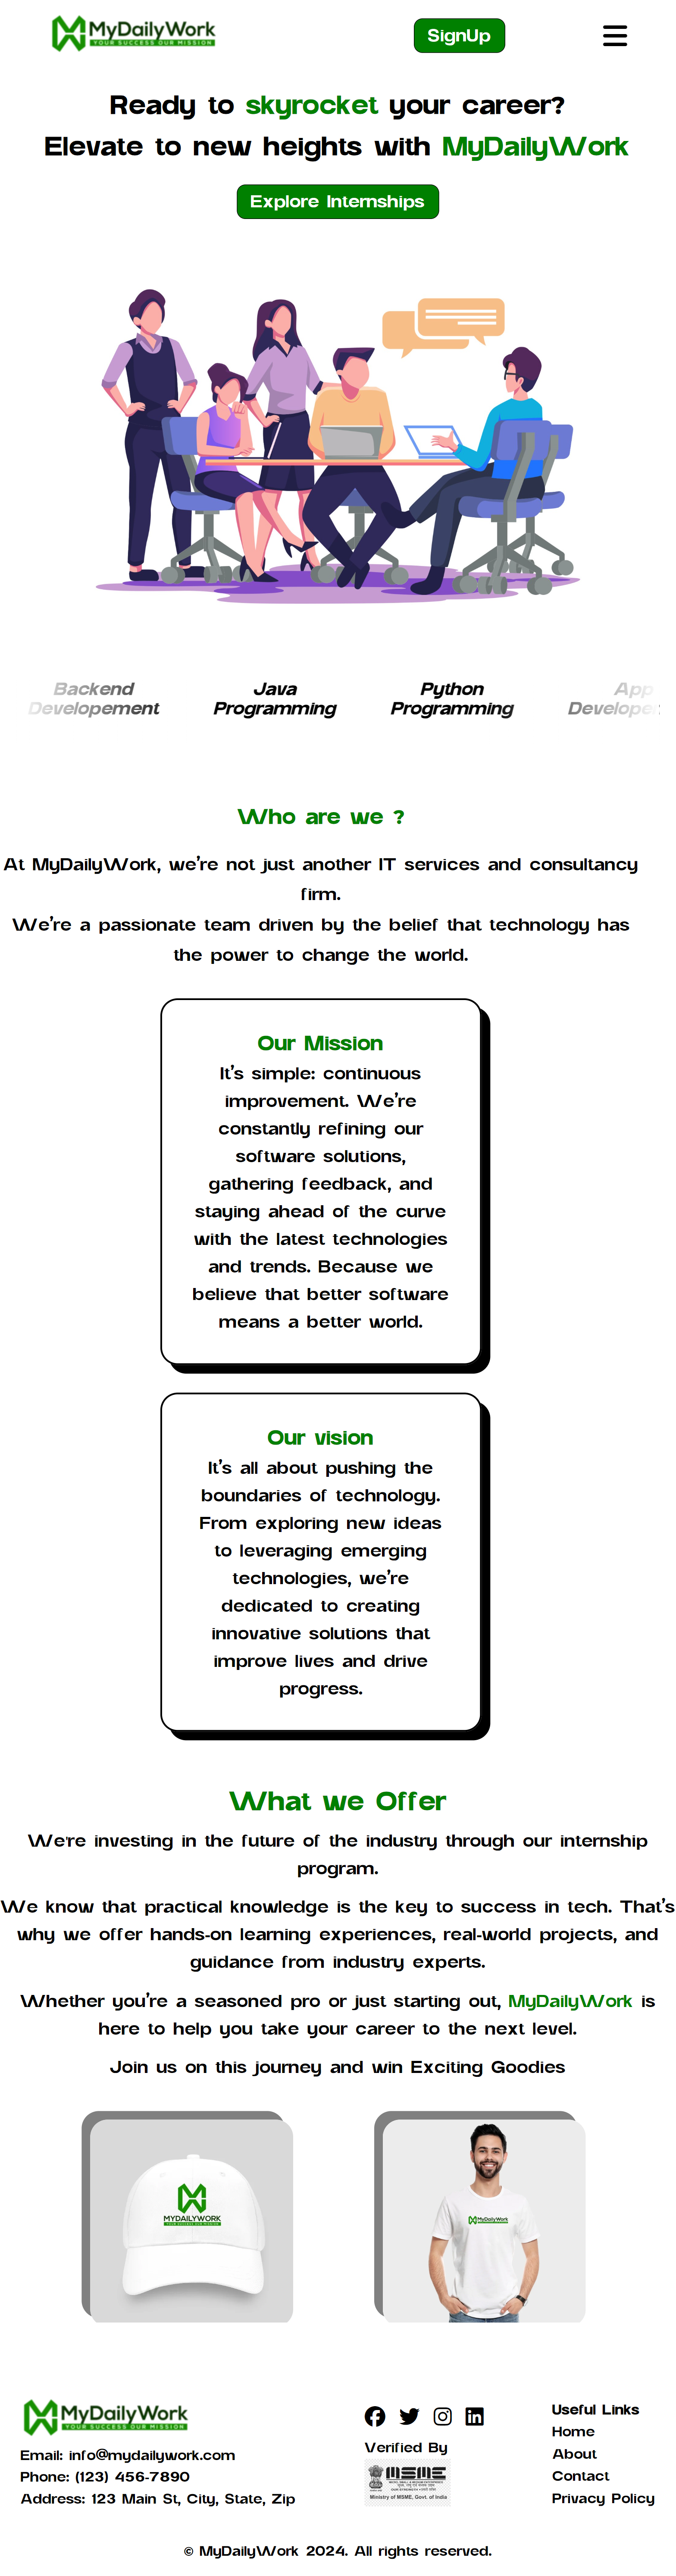 MyDailyWork
YOUR SUCCESS OUR MISSION
SignUp
Ready to skyrocket your career?
Elevate to new heights with MyDailyWork
Explore Internships
Backend
Developement
Java
Programming
Python
Programming
App
Develope
Who are we ?
At MyDailyWork, we're not just another IT services and consultancy
firm.
We're a passionate team driven by the belief that technology has
the power to change the world.
Our Mission
It's simple: continuous
improvement. We're
constantly refining our
software solutions,
gathering feedback, and
staying ahead of the curve
with the latest technologies
and trends. Because we
believe that better software
means a better world.
Our vision
It's all about pushing the
boundaries of technology.
From exploring new ideas
to leveraging emerging
technologies, we're
dedicated to creating
innovative solutions that
improve lives and drive
progress.
What we Offer
We're investing in the future of the industry through our internship
program.
We know that practical knowledge is the key to success in tech. That's
why we offer hands-on learning experiences, real-world projects, and
guidance from industry experts.
Whether you're a seasoned pro or just starting out, MyDailyWork is
here to help you take your career to the next level.
Join us on this journey and win Exciting Goodies
MYDAILYWORK
YOUR SUCCESS OUR MISSION
MyDailyWork
MyDailyWork
YOUR SUCCESS OUR MISSION
Email: info@mydailywork.com
Phone: (123) 456-7890
Address: 123 Main St, City, State, Zip
Verified By
MSME
MICRO, SMALL & MEDIUM ENTERPRISES
Ministry of MSME, Govt. of India
Useful Links
Home
About
Contact
Privacy Policy
© MyDailyWork 2024. All rights reserved.